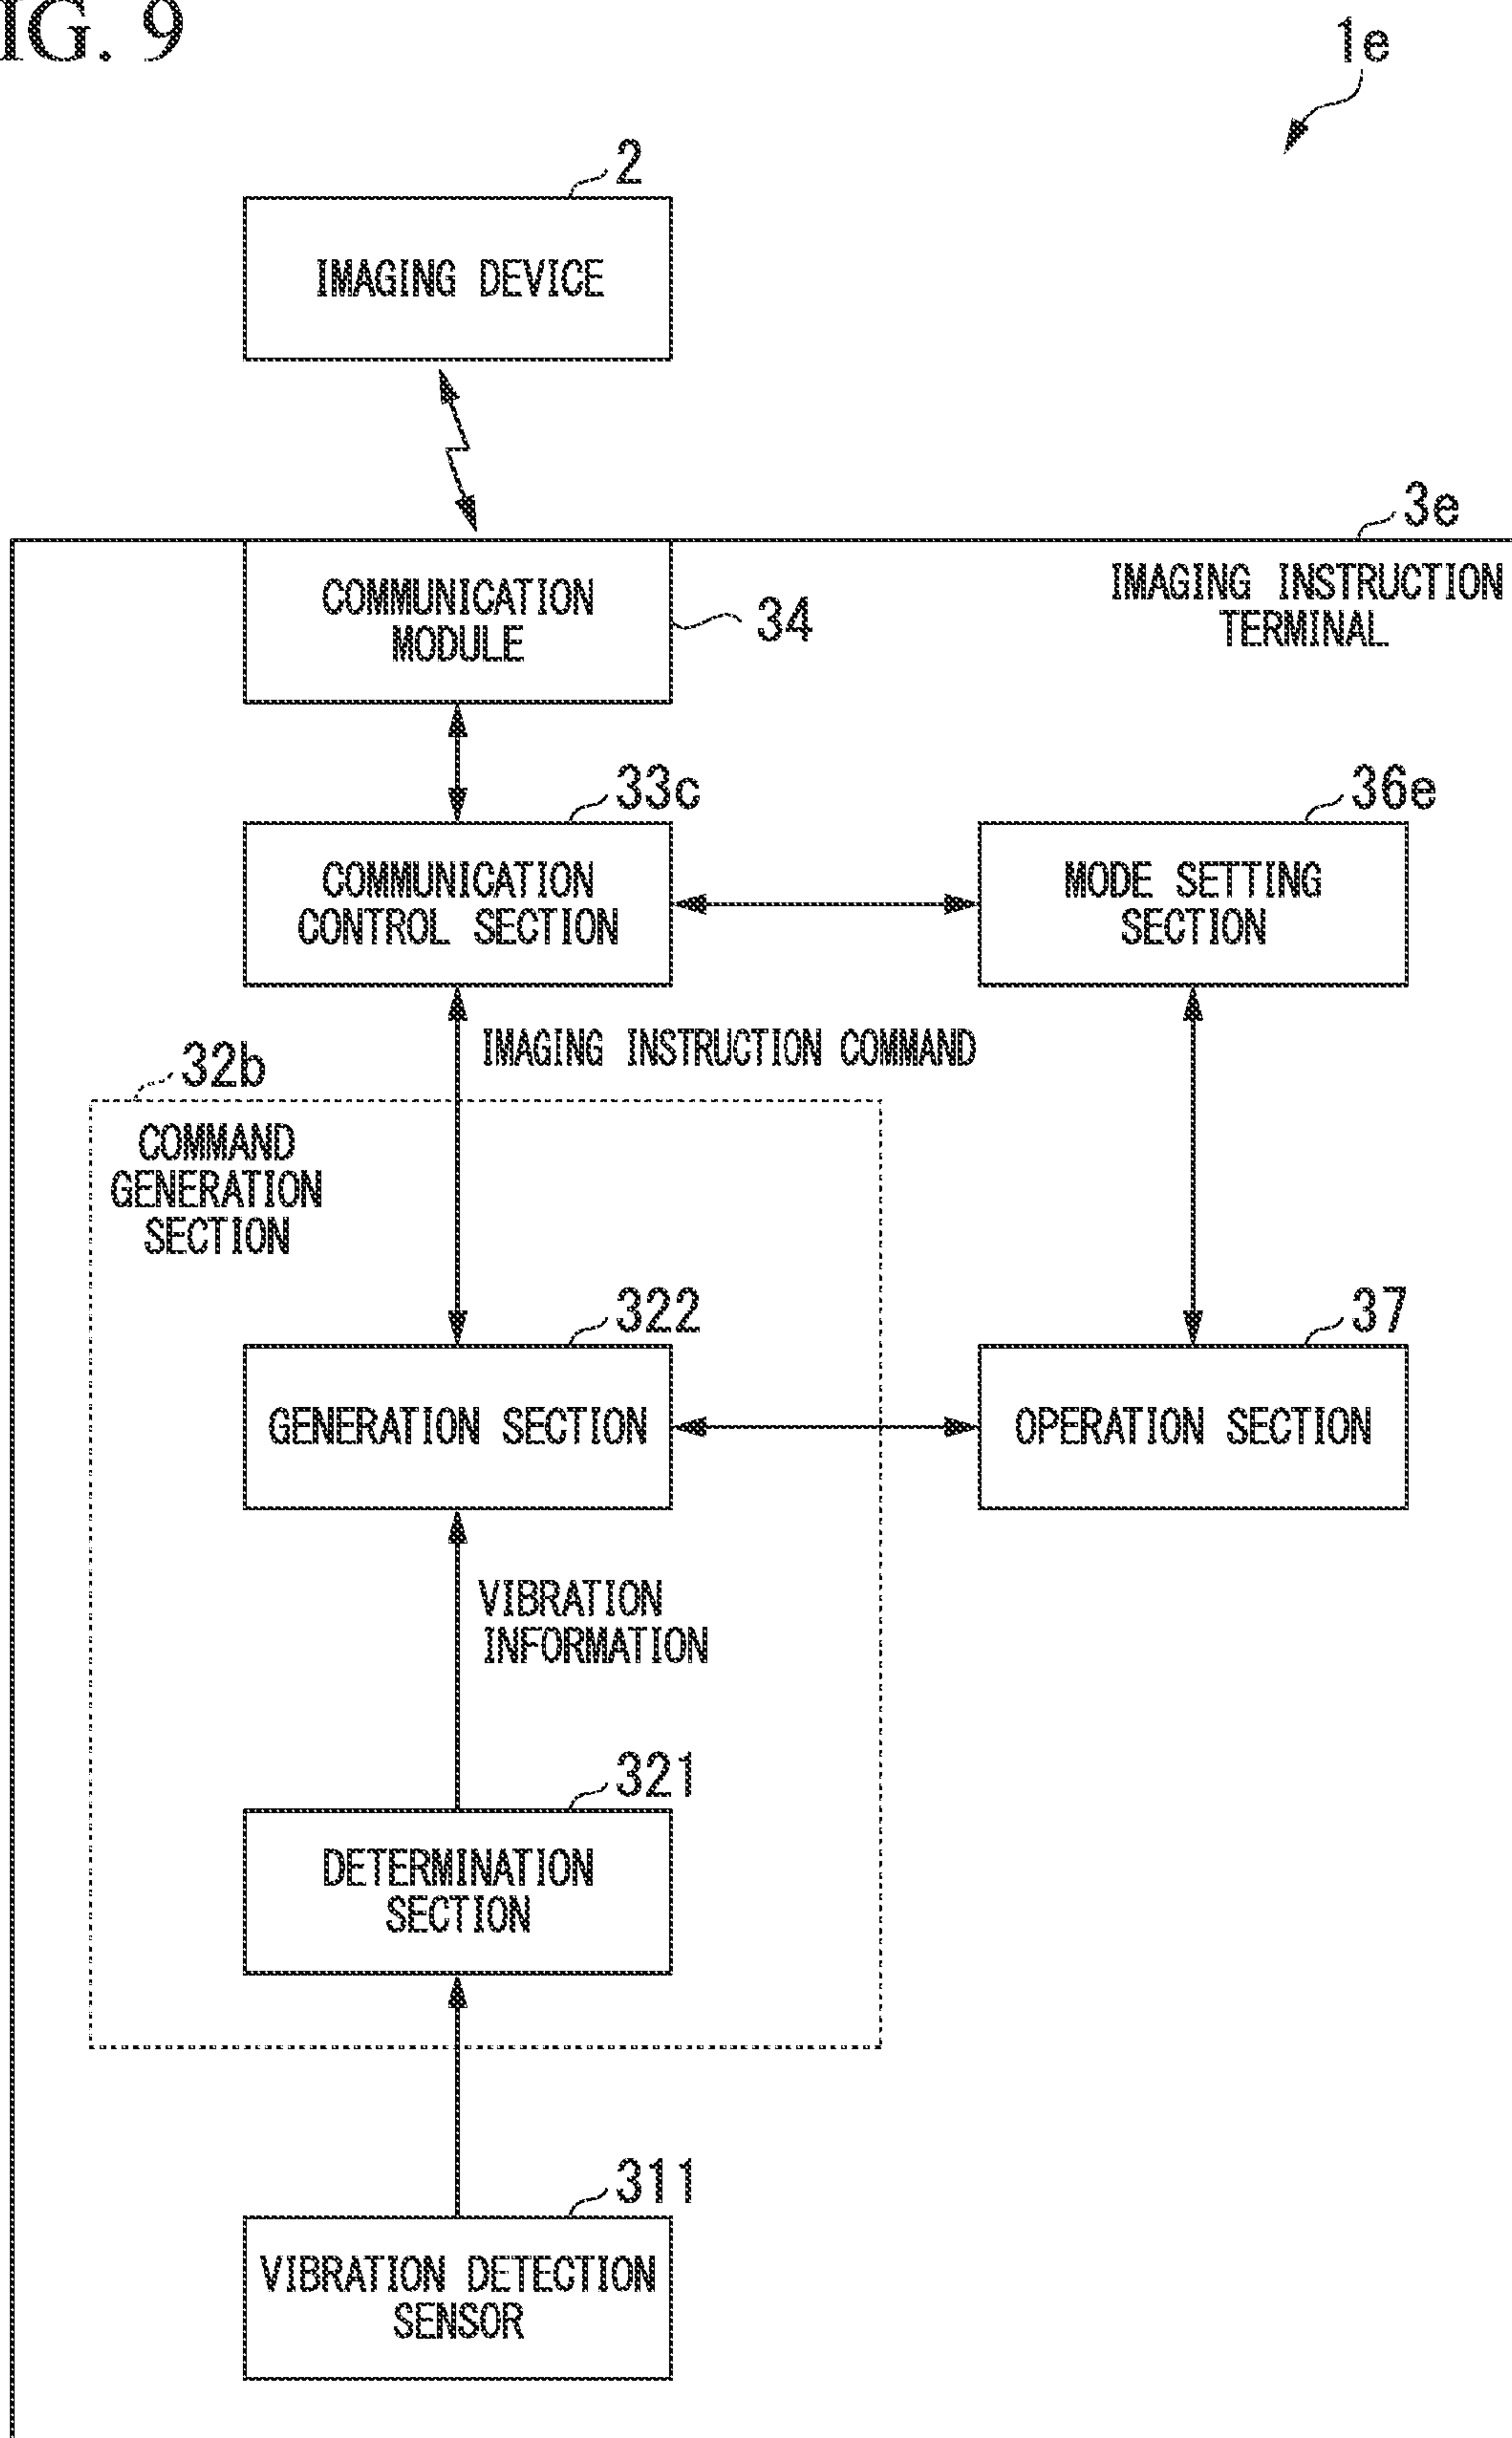 IG. 9
1e
2
IMAGING DEVICE
3e
IMAGING INSTRUCTION
TERMINAL
COMMUNICATION
MODULE
34
33c
COMMUNICATION
CONTROL SECTION
36e
MODE SETTING
SECTION
IMAGING INSTRUCTION COMMAND
32b
COMMAND
GENERATION
SECTION
322
GENERATION SECTION
37
OPERATION SECTION
VIBRATION
INFORMATION
321
DETERMINATION
SECTION
311
VIBRATION DETECTION
SENSOR